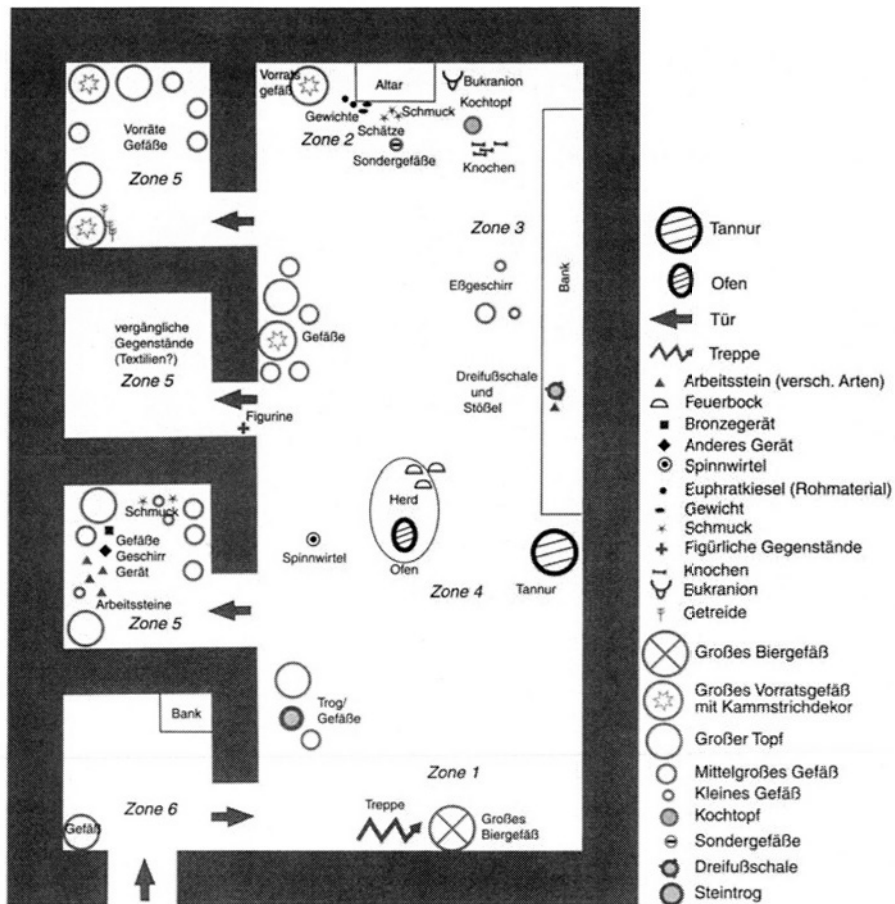 Vorrats
gefäß
Altar
Bukranion
Kochtopf
Gewichte
Schmuck
Schätze
Zone 2
Sondergefäße
Knochen
Vorräte
Gefäße
Zone 5
Zone 3
Eßgeschirr
Bank
Gefäße
vergängliche
Gegenstände
(Textilien?)
Zone 5
Figurine
Dreifußschale
und
Stößel
Schmuck
Gefäße
Geschirr
Gerät
Arbeitssteine
Zone 5
Spinnwirtel
Herd
Ofen
Zone 4
Tannur
Bank
Trog/
Gefäße
Zone 1
Zone 6
Gefäß
Treppe
Großes
Biergefäß
Tannur
Ofen
Tür
Treppe
Arbeitsstein (versch. Arten)
Feuerbock
Bronzegerät
Anderes Gerät
Spinnwirtel
Euphratkiesel (Rohmaterial)
Gewicht
Schmuck
Figürliche Gegenstände
Knochen
Bukranion
Getreide
Großes Biergefäß
Großes Vorratsgefäß
mit Kammstrichdekor
Großer Topf
Mittelgroßes Gefäß
Kleines Gefäß
Kochtopf
Sondergefäße
Dreifußschale
Steintrog